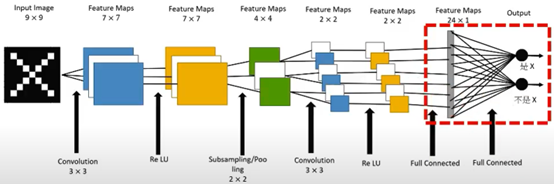 Input Image
9 × 9
Feature Maps
7 × 7
Feature Maps
7 × 7
Feature Maps
4 × 4
Feature Maps
2 × 2
Feature Maps
2 × 2
Feature Maps
24 × 1
Output
是 X
不是 X
Convolution
3 × 3
Re LU
Subsampling/Poo
ling
2 × 2
Convolution
3 × 3
Re LU
Full Connected
Full Connected